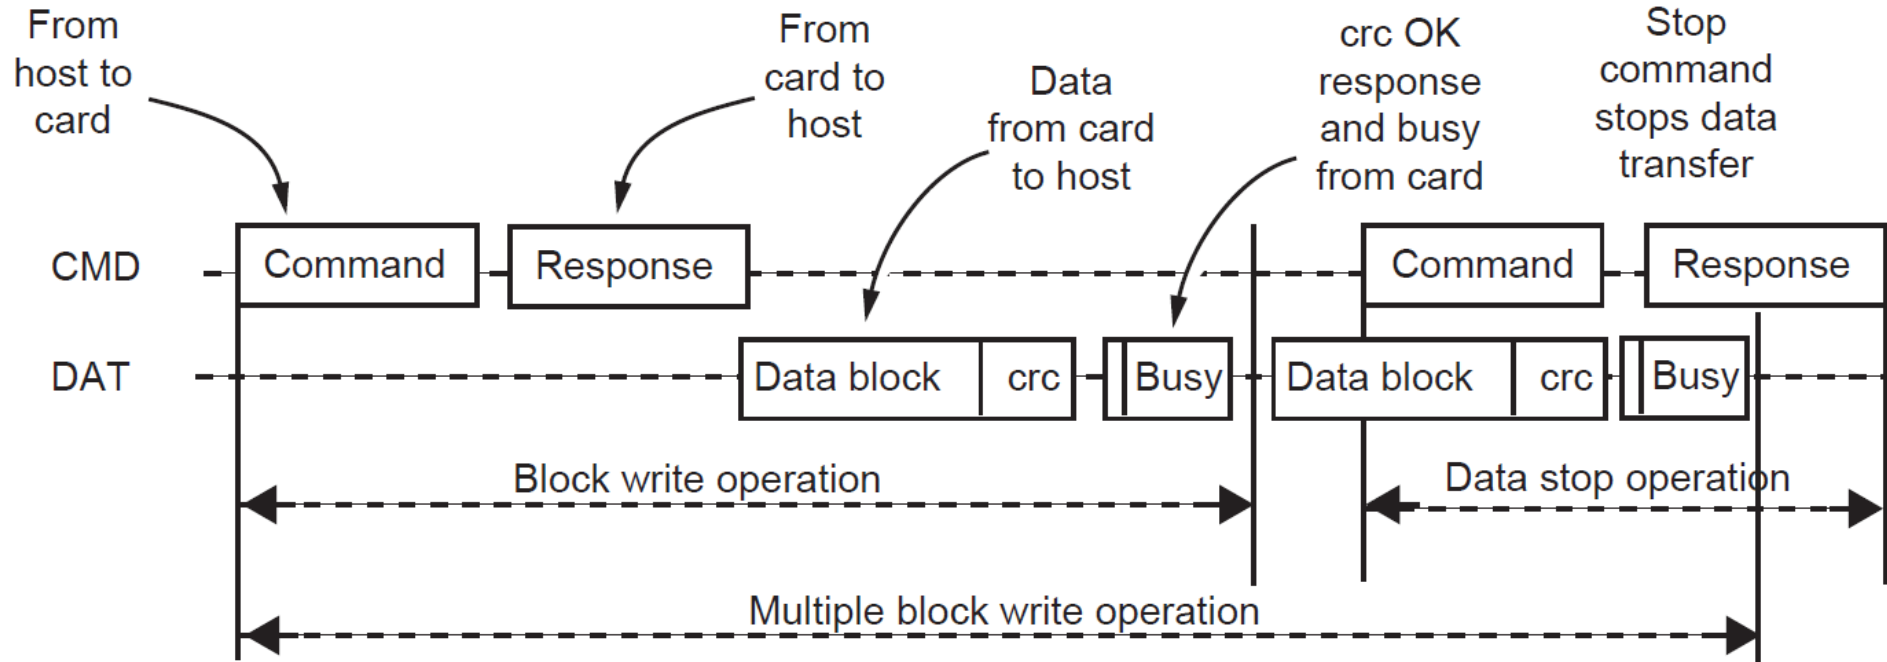 From
host to
card
From
card to
host
Data
from card
to host
crc OK
response
and busy
from card
Stop
command
stops data
transfer
CMD
Command
Response
Command
Response
DAT
Data block
crc
Busy
Data block
crc
Busy
Block write operation
Data stop operation
Multiple block write operation